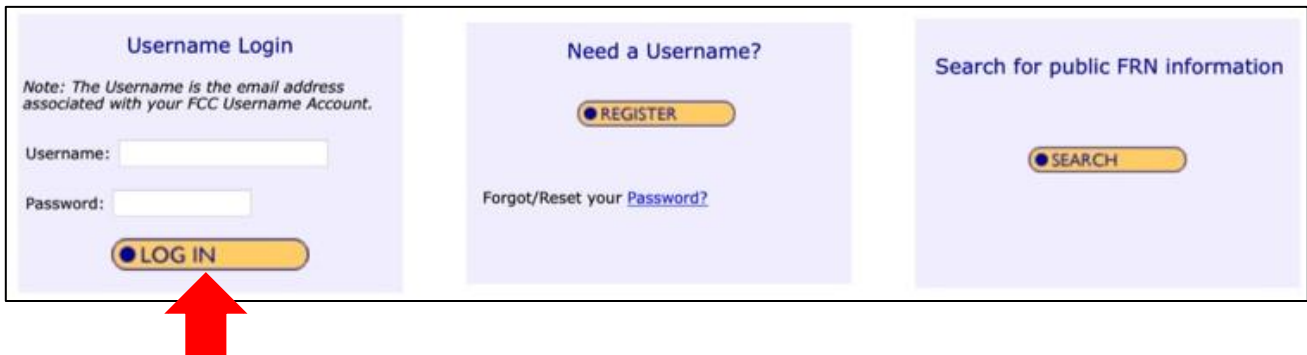 Username Login
Note: The Username is the email address
associated with your FCC Username Account.
Username:
Password:
LOG IN
Need a Username?
REGISTER
Forgot/Reset your Password?
Search for public FRN information
SEARCH